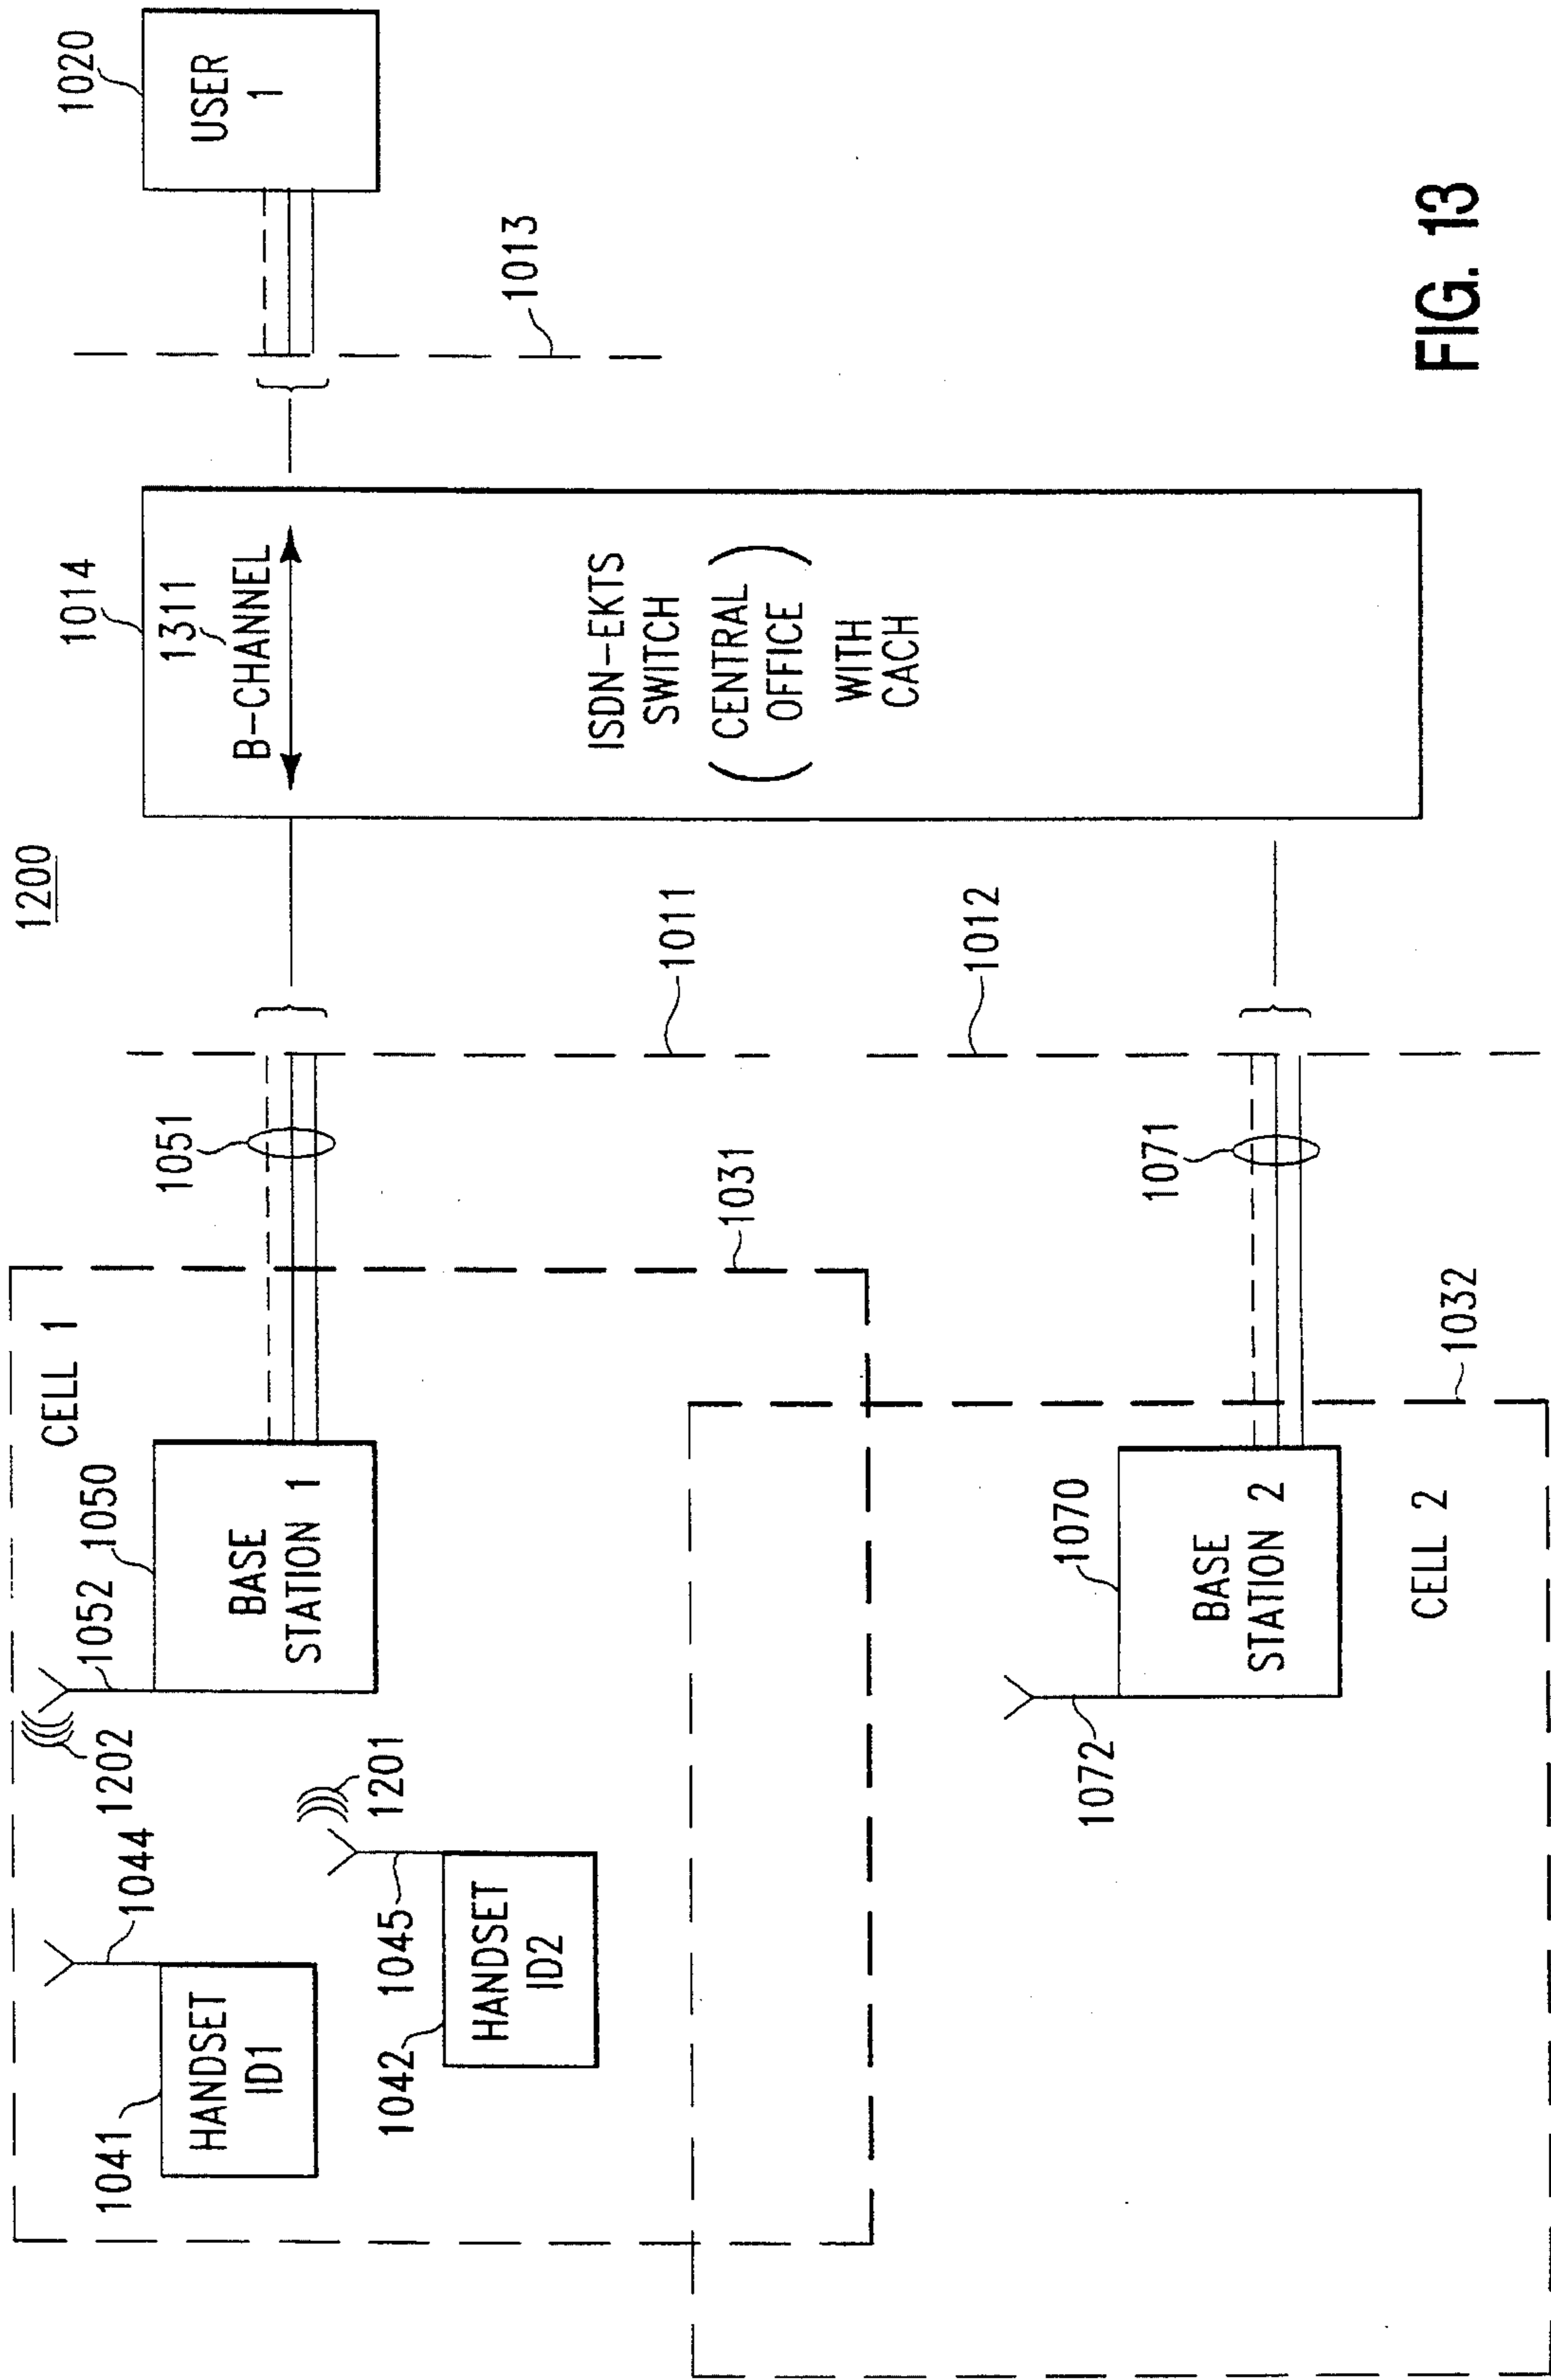 1200
CELL 1
1202
1052
1050
1044
1041
HANDSET
ID1
BASE
STATION 1
1201
1045
1042
HANDSET
ID2
1051
1031
1011
1014
1311
B-CHANNEL
ISDN-EKTS
SWITCH
(CENTRAL
OFFICE)
WITH
CACH
1020
USER
1
1013
1012
1070
1072
BASE
STATION 2
CELL 2
1071
1032
FIG. 13